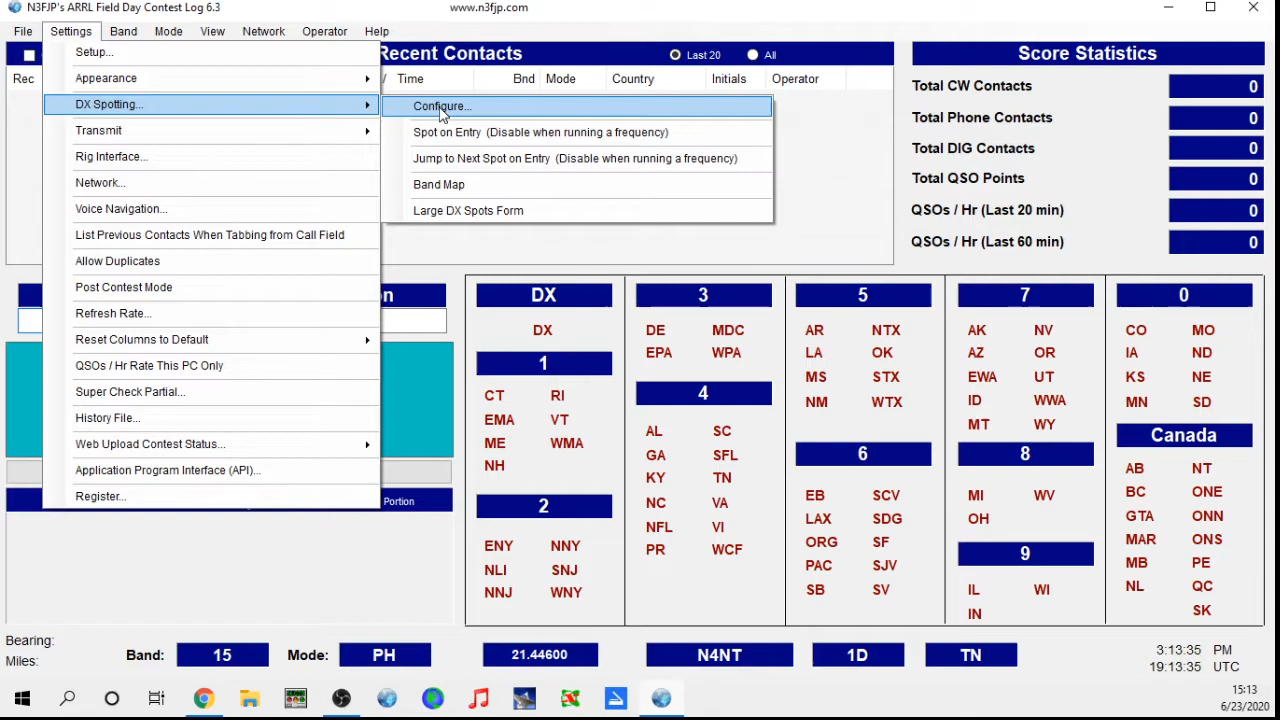 N3FJP's ARRL Field Day Contest Log 6.3 www.n3fjp.com
File Settings Band Mode View Network Operator Help
Setup...
Appearance
DX Spotting...
Transmit
Rig Interface...
Network...
Voice Navigation...
List Previous Contacts When Tabbing from Call Field
Allow Duplicates
Post Contest Mode
Refresh Rate...
Reset Columns to Default
QSOs / Hr Rate This PC Only
Super Check Partial...
History File...
Web Upload Contest Status...
Application Program Interface (API)...
Register...
Configure...
Spot on Entry (Disable when running a frequency)
Jump to Next Spot on Entry (Disable when running a frequency)
Band Map
Large DX Spots Form
Recent Contacts Last 20 All
Rec / Time Bnd Mode Country Initials Operator
Score Statistics
Total CW Contacts 0
Total Phone Contacts 0
Total DIG Contacts 0
Total QSO Points 0
QSOs / Hr (Last 20 min) 0
QSOs / Hr (Last 60 min) 0
on
Portion
DX
DX
1
CT RI
EMA VT
ME WMA
NH
2
ENY NNY
NLI SNJ
NNJ WNY
3
DE MDC
EPA WPA
4
AL SC
GA SFL
KY TN
NC VA
NFL VI
PR WCF
5
AR NTX
LA OK
MS STX
NM WTX
6
EB SCV
LAX SDG
ORG SF
PAC SJV
SB SV
7
AK NV
AZ OR
EWA UT
ID WWA
MT WY
8
MI WV
OH
9
IL WI
IN
0
CO MO
IA ND
KS NE
MN SD
Canada
AB NT
BC ONE
GTA ONN
MAR ONS
MB PE
NL QC
SK
Bearing:
Miles:
Band: 15 Mode: PH 21.44600 N4NT 1D TN
3:13:35 PM
19:13:35 UTC
15:13
6/23/2020